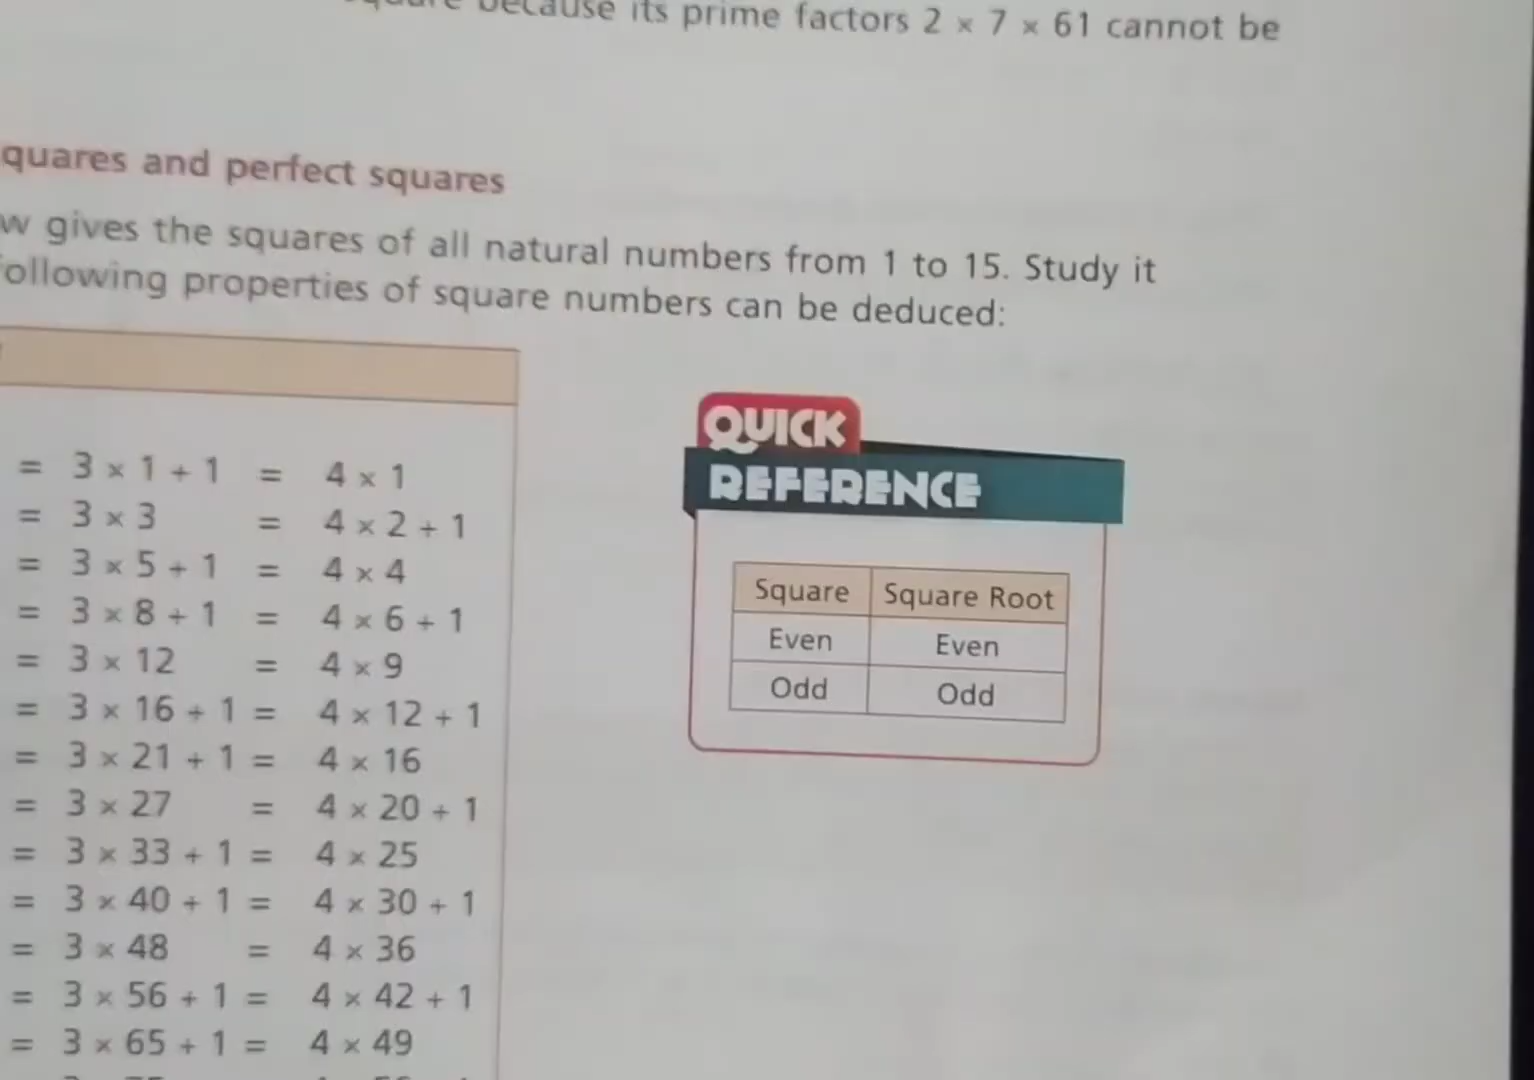 because its prime factors 2 × 7 × 61 cannot be
quares and perfect squares
w gives the squares of all natural numbers from 1 to 15. Study it
ollowing properties of square numbers can be deduced:
= 3 × 1 + 1 = 4 × 1
= 3 × 3 = 4 × 2 + 1
= 3 × 5 + 1 = 4 × 4
= 3 × 8 + 1 = 4 × 6 + 1
= 3 × 12 = 4 × 9
= 3 × 16 + 1 = 4 × 12 + 1
= 3 × 21 + 1 = 4 × 16
= 3 × 27 = 4 × 20 + 1
= 3 × 33 + 1 = 4 × 25
= 3 × 40 + 1 = 4 × 30 + 1
= 3 × 48 = 4 × 36
= 3 × 56 + 1 = 4 × 42 + 1
= 3 × 65 + 1 = 4 × 49
QUICK
REFERENCE
Square Square Root
Even Even
Odd Odd